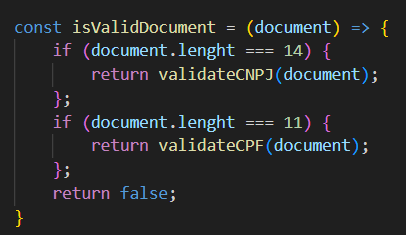 const isValidDocument = (document) => {
    if (document.lenght === 14) {
        return validateCNPJ(document);
    };
    if (document.lenght === 11) {
        return validateCPF(document);
    };
    return false;
}